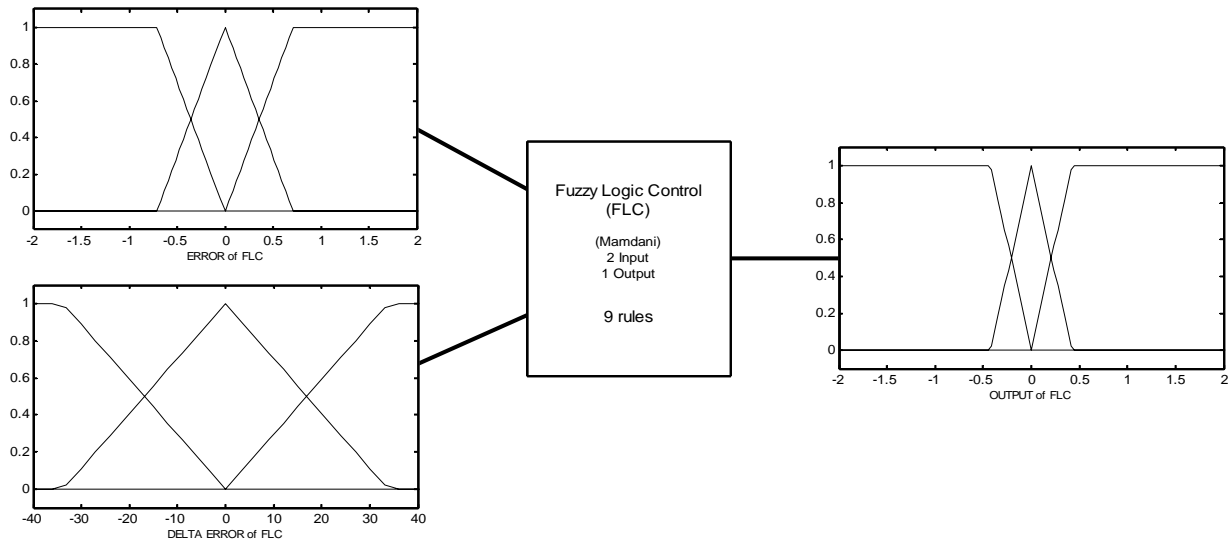 1
0.8
0.6
0.4
0.2
0
-2 -1.5 -1 -0.5 0 0.5 1 1.5 2
ERROR of FLC
1
0.8
0.6
0.4
0.2
0
-40 -30 -20 -10 0 10 20 30 40
DELTA ERROR of FLC
Fuzzy Logic Control
(FLC)
(Mamdani)
2 Input
1 Output
9 rules
1
0.8
0.6
0.4
0.2
0
-2 -1.5 -1 -0.5 0 0.5 1 1.5 2
OUTPUT of FLC